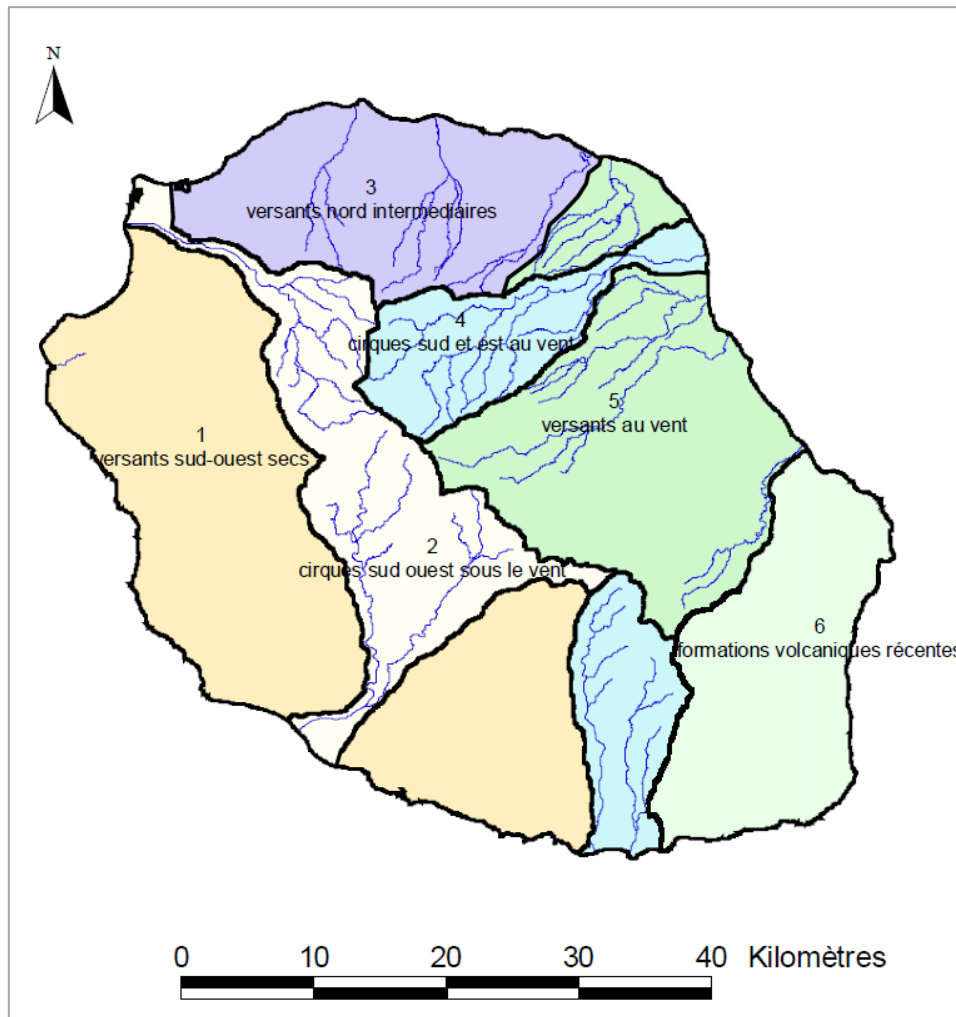 N
3
versants nord intermediaires
4
cirques sud et est au vent
5
versants au vent
1
versants sud-ouest secs
2
cirques sud ouest sous le vent
6
formations volcaniques récentes
0 10 20 30 40 Kilomètres